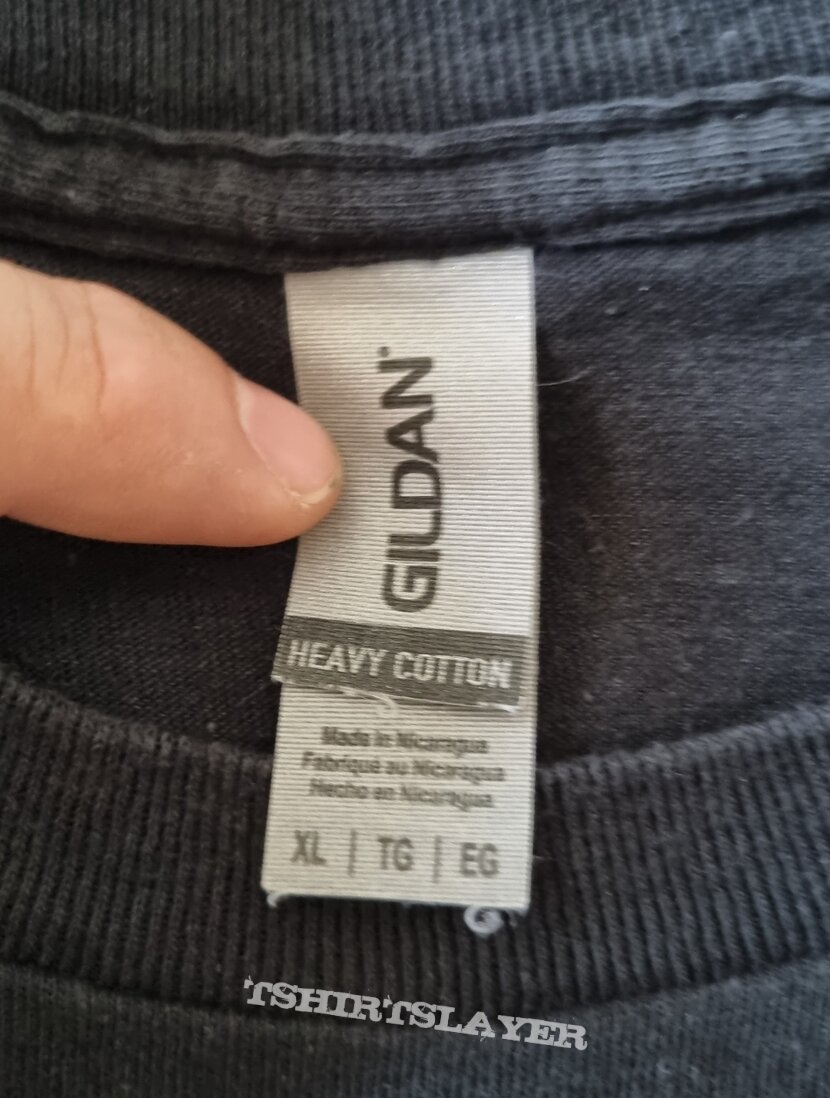 GILDAN
HEAVY COTTON
Made in Nicaragua
Fabriqué au Nicaragua
Hecho en Nicaragua
XL | TG | EG
TSHIRTSLAYER